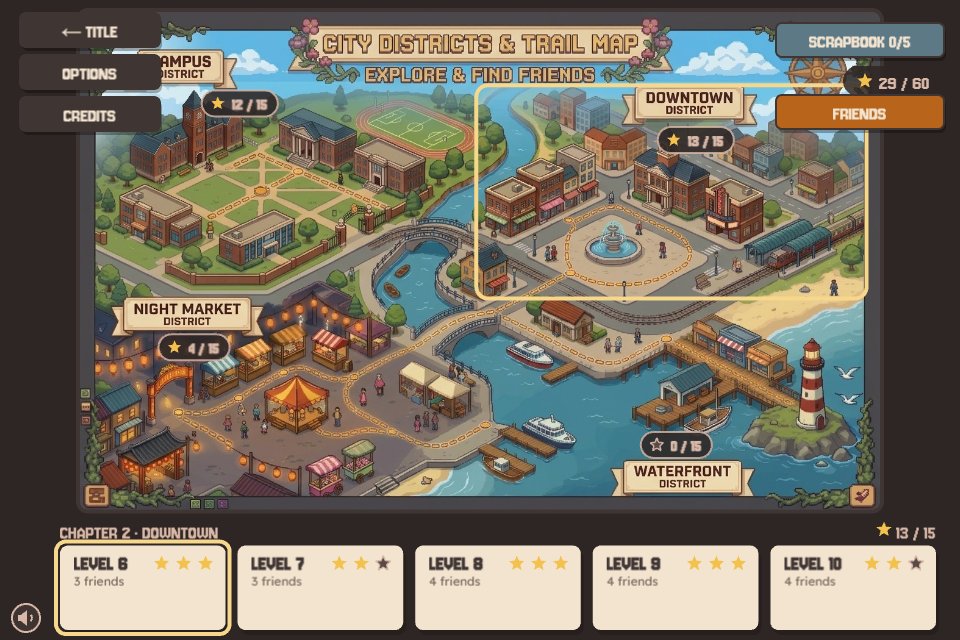 ← TITLE
OPTIONS
CREDITS
CITY DISTRICTS & TRAIL MAP
EXPLORE & FIND FRIENDS
SCRAPBOOK 0/5
29 / 60
FRIENDS
AMPUS
DISTRICT
12 / 15
DOWNTOWN
DISTRICT
13 / 15
NIGHT MARKET
DISTRICT
4 / 15
0 / 15
WATERFRONT
DISTRICT
CHAPTER 2 · DOWNTOWN
13 / 15
LEVEL 6
3 friends
LEVEL 7
3 friends
LEVEL 8
4 friends
LEVEL 9
4 friends
LEVEL 10
4 friends